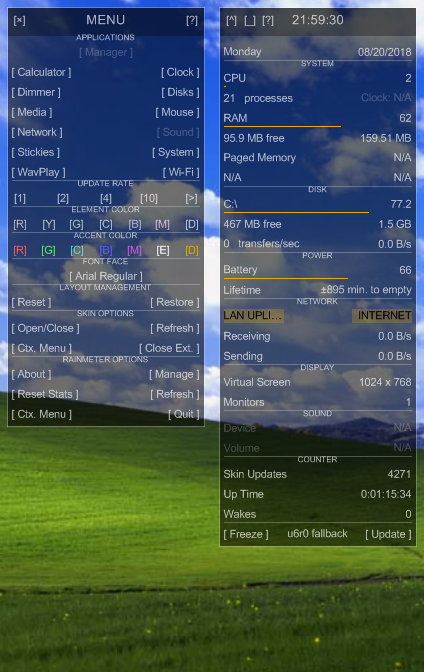 [×] MENU [?]
APPLICATIONS
[ Manager ]
[ Calculator ] [ Clock ]
[ Dimmer ] [ Disks ]
[ Media ] [ Mouse ]
[ Network ] [ Sound ]
[ Stickies ] [ System ]
[ WavPlay ] [ Wi-Fi ]
UPDATE RATE
[1] [2] [4] [10] [>]
ELEMENT COLOR
[R] [Y] [G] [C] [B] [M] [D]
ACCENT COLOR
[R] [G] [C] [B] [M] [E] [D]
FONT FACE
[ Arial Regular ]
LAYOUT MANAGEMENT
[ Reset ] [ Restore ]
SKIN OPTIONS
[ Open/Close ] [ Refresh ]
[ Ctx. Menu ] [ Close Ext. ]
RAINMETER OPTIONS
[ About ] [ Manage ]
[ Reset Stats ] [ Refresh ]
[ Ctx. Menu ] [ Quit ]
[^] [_] [?] 21:59:30
Monday 08/20/2018
SYSTEM
CPU 2
21 processes Clock: N/A
RAM 62
95.9 MB free 159.51 MB
Paged Memory N/A
N/A N/A
DISK
C:\ 77.2
467 MB free 1.5 GB
0 transfers/sec 0.0 B/s
POWER
Battery 66
Lifetime ±895 min. to empty
NETWORK
LAN UPLI... INTERNET
Receiving 0.0 B/s
Sending 0.0 B/s
DISPLAY
Virtual Screen 1024 x 768
Monitors 1
SOUND
Device N/A
Volume N/A
COUNTER
Skin Updates 4271
Up Time 0:01:15:34
Wakes 0
[ Freeze ] u6r0 fallback [ Update ]